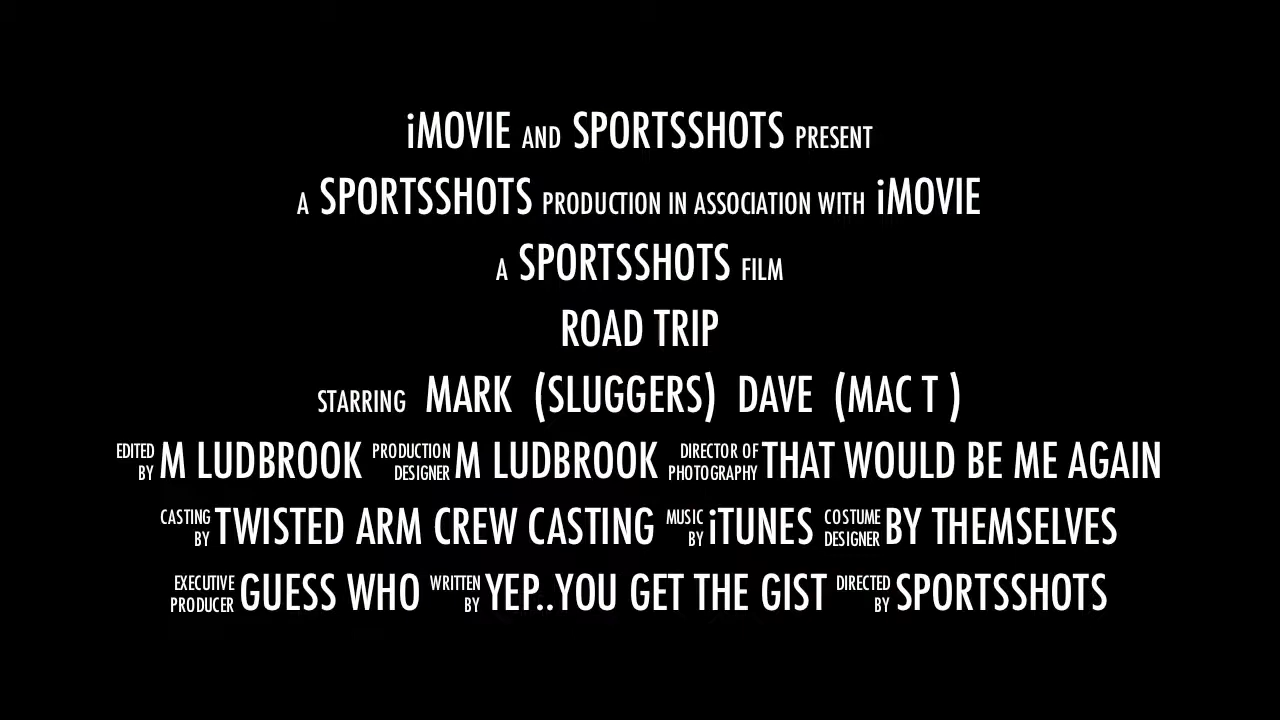 iMOVIE AND SPORTSSHOTS PRESENT
A SPORTSSHOTS PRODUCTION IN ASSOCIATION WITH iMOVIE
A SPORTSSHOTS FILM
ROAD TRIP
STARRING MARK (SLUGGERS) DAVE (MAC T )
EDITED BY M LUDBROOK PRODUCTION DESIGNER M LUDBROOK DIRECTOR OF PHOTOGRAPHY THAT WOULD BE ME AGAIN
CASTING BY TWISTED ARM CREW CASTING MUSIC BY iTUNES COSTUME DESIGNER BY THEMSELVES
EXECUTIVE PRODUCER GUESS WHO WRITTEN BY YEP..YOU GET THE GIST DIRECTED BY SPORTSSHOTS